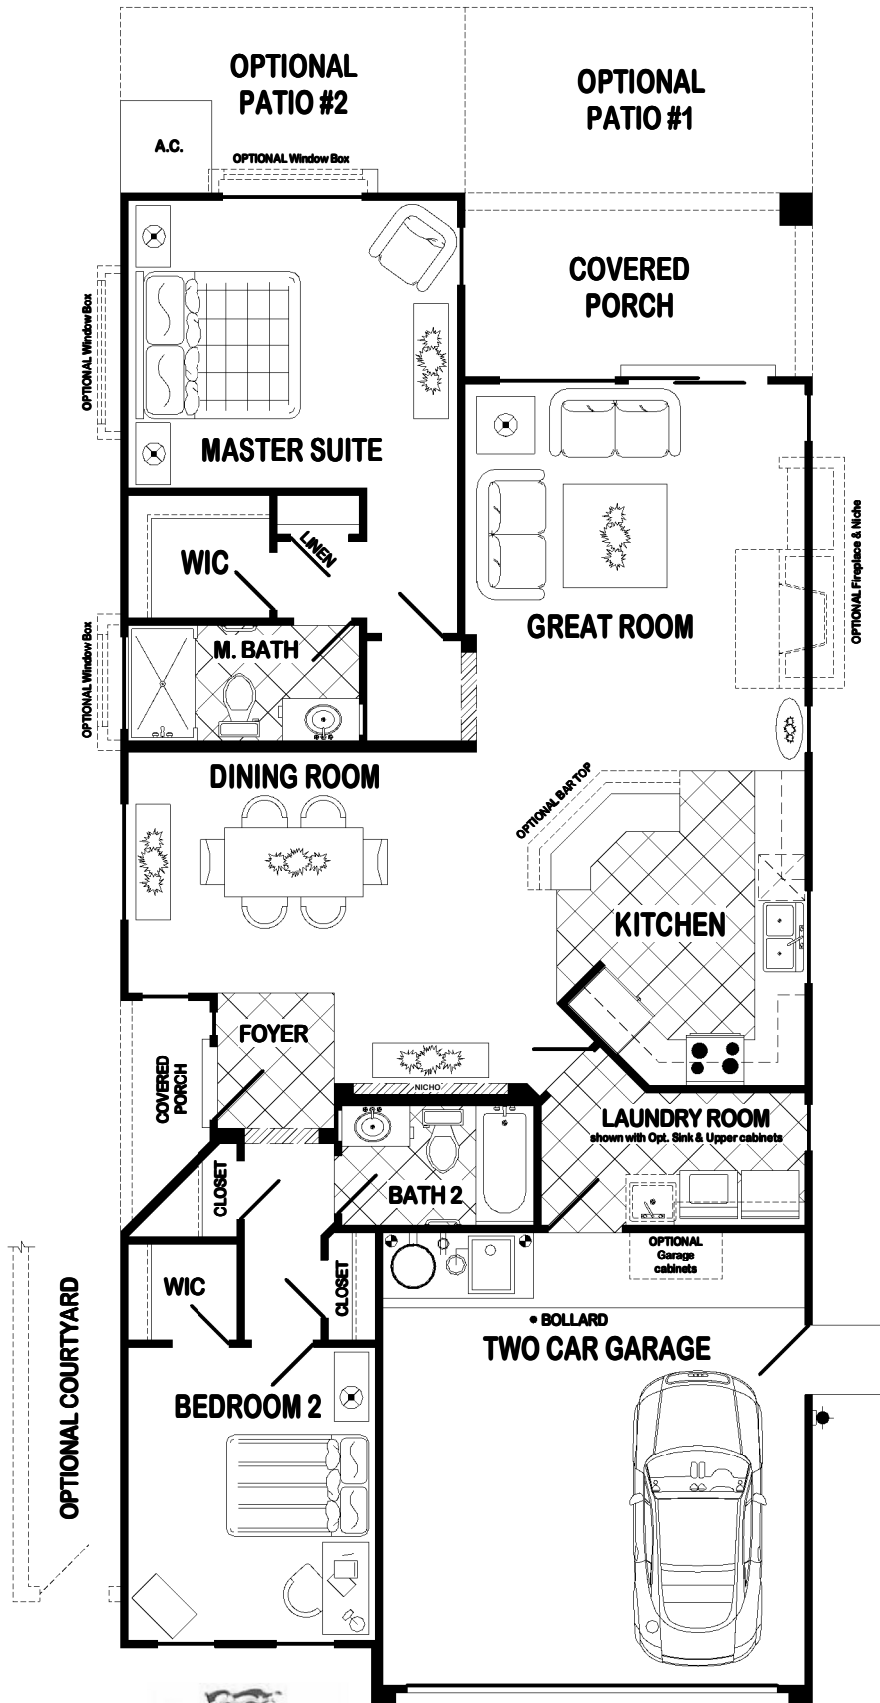 OPTIONAL
PATIO #2
OPTIONAL
PATIO #1
A.C.
OPTIONAL Window Box
COVERED
PORCH
OPTIONAL Window Box
MASTER SUITE
LINEN
WIC
OPTIONAL Fireplace & Niche
GREAT ROOM
M. BATH
OPTIONAL Window Box
DINING ROOM
OPTIONAL BAR TOP
KITCHEN
FOYER
COVERED
PORCH
NICHO
LAUNDRY ROOM
shown with Opt. Sink & Upper cabinets
CLOSET
BATH 2
OPTIONAL
Garage
cabinets
WIC
CLOSET
BOLLARD
TWO CAR GARAGE
OPTIONAL COURTYARD
BEDROOM 2